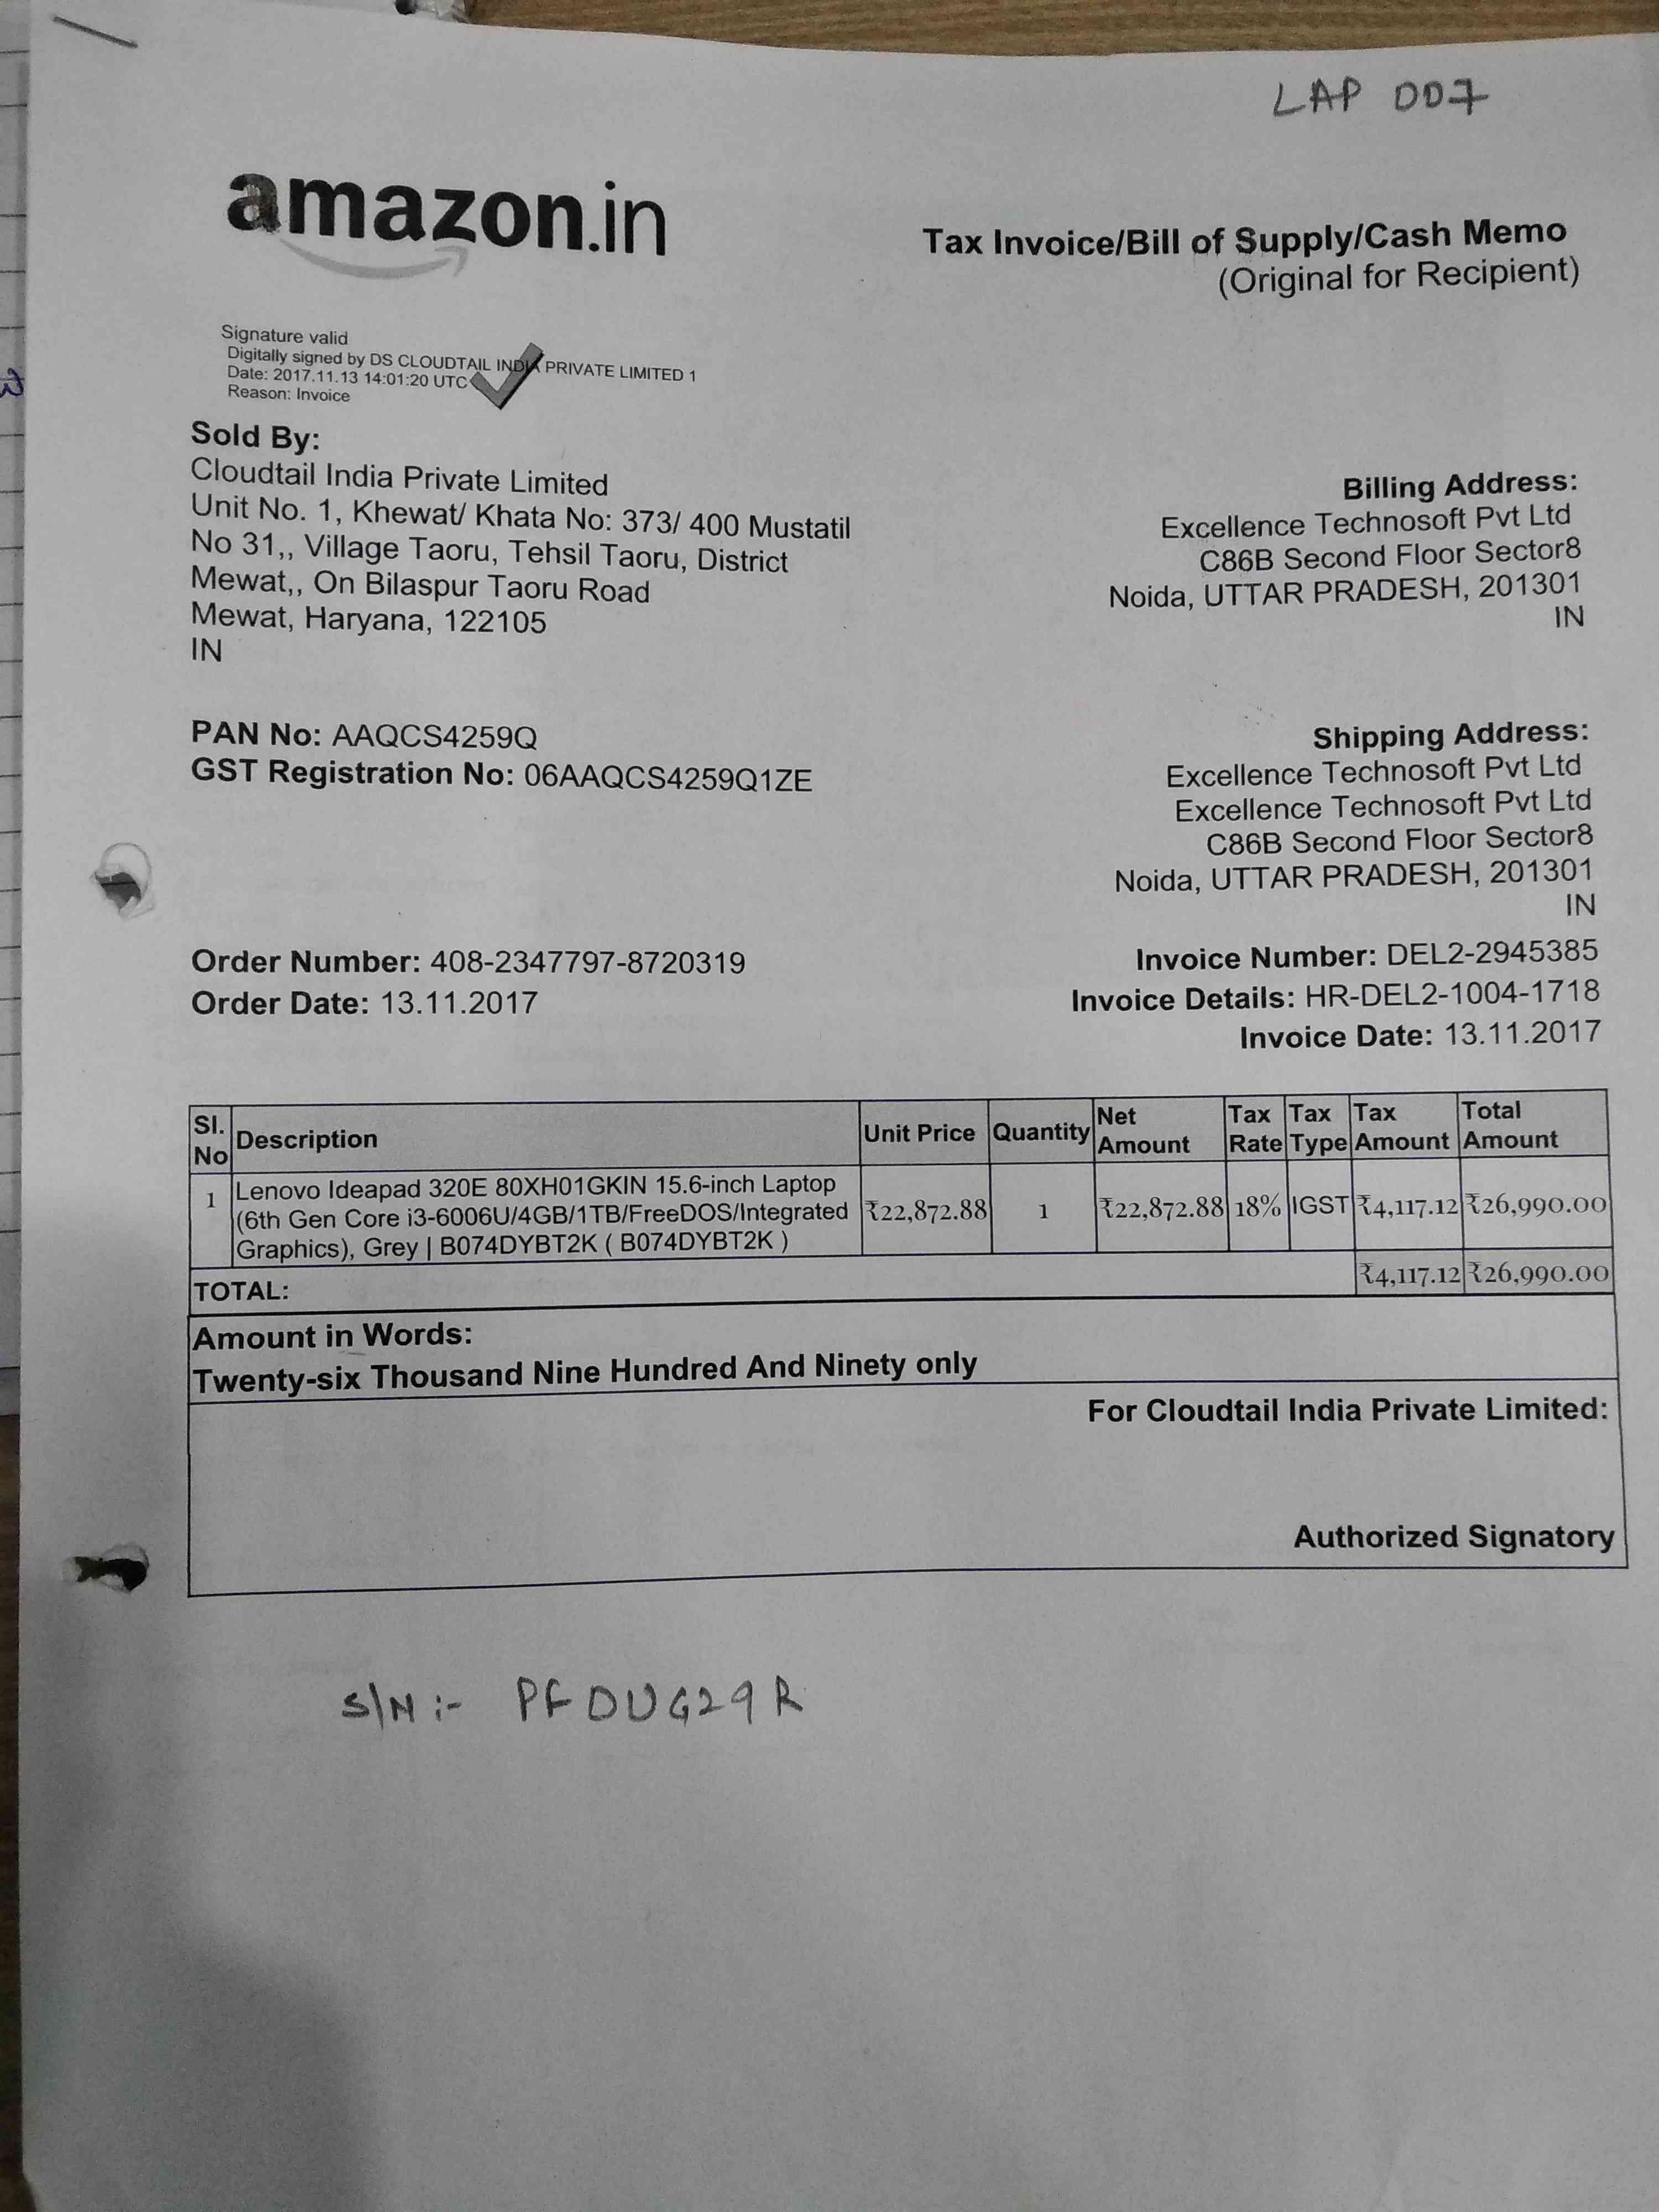 LAP 007
amazon.in
Tax Invoice/Bill of Supply/Cash Memo
(Original for Recipient)
Signature valid
Digitally signed by DS CLOUDTAIL INDIA PRIVATE LIMITED 1
Date: 2017.11.13 14:01:20 UTC
Reason: Invoice
Sold By:
Cloudtail India Private Limited
Unit No. 1, Khewat/ Khata No: 373/ 400 Mustatil
No 31,, Village Taoru, Tehsil Taoru, District
Mewat,, On Bilaspur Taoru Road
Mewat, Haryana, 122105
IN
Billing Address:
Excellence Technosoft Pvt Ltd
C86B Second Floor Sector8
Noida, UTTAR PRADESH, 201301
IN
PAN No: AAQCS4259Q
GST Registration No: 06AAQCS4259Q1ZE
Shipping Address:
Excellence Technosoft Pvt Ltd
Excellence Technosoft Pvt Ltd
C86B Second Floor Sector8
Noida, UTTAR PRADESH, 201301
IN
Order Number: 408-2347797-8720319
Order Date: 13.11.2017
Invoice Number: DEL2-2945385
Invoice Details: HR-DEL2-1004-1718
Invoice Date: 13.11.2017
Sl. No Description Unit Price Quantity Net Amount Tax Rate Tax Type Tax Amount Total Amount
1 Lenovo Ideapad 320E 80XH01GKIN 15.6-inch Laptop
(6th Gen Core i3-6006U/4GB/1TB/FreeDOS/Integrated ₹22,872.88 1 ₹22,872.88 18% IGST ₹4,117.12 ₹26,990.00
Graphics), Grey | B074DYBT2K ( B074DYBT2K )
TOTAL: ₹4,117.12 ₹26,990.00
Amount in Words:
Twenty-six Thousand Nine Hundred And Ninety only
For Cloudtail India Private Limited:
Authorized Signatory
S/N :- PF0UG29R